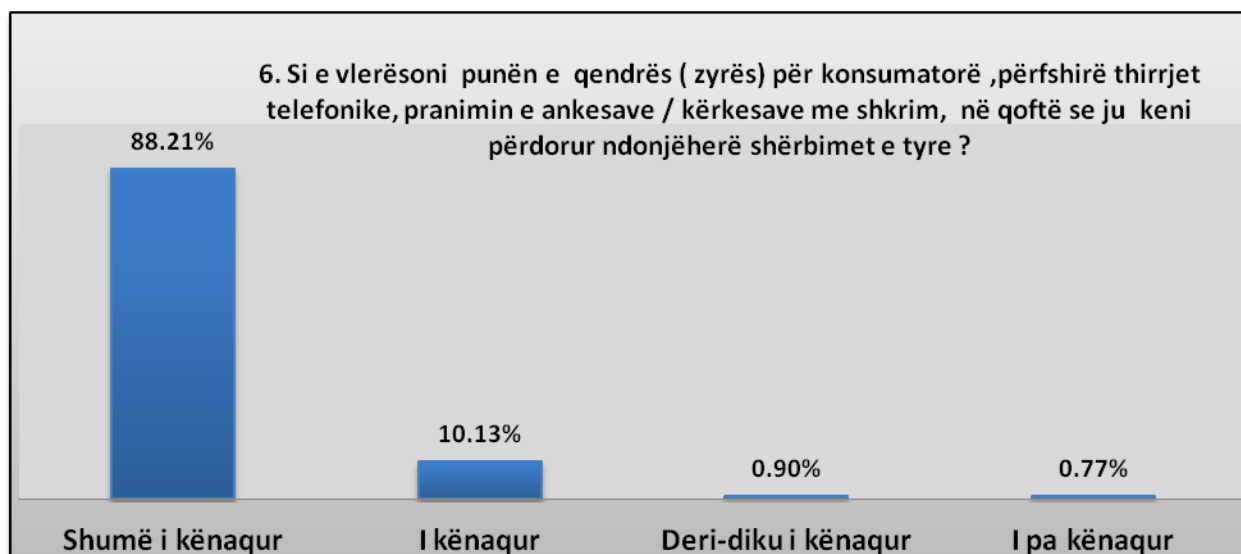 6. Si e vlerësoni punën e qendrës ( zyrës) për konsumatorë ,përfshirë thirrjet
telefonike, pranimin e ankesave / kërkesave me shkrim, në qoftë se ju keni
përdorur ndonjëherë shërbimet e tyre ?
88.21%
10.13%
0.90%
0.77%
Shumë i kënaqur
I kënaqur
Deri-diku i kënaqur
I pa kënaqur